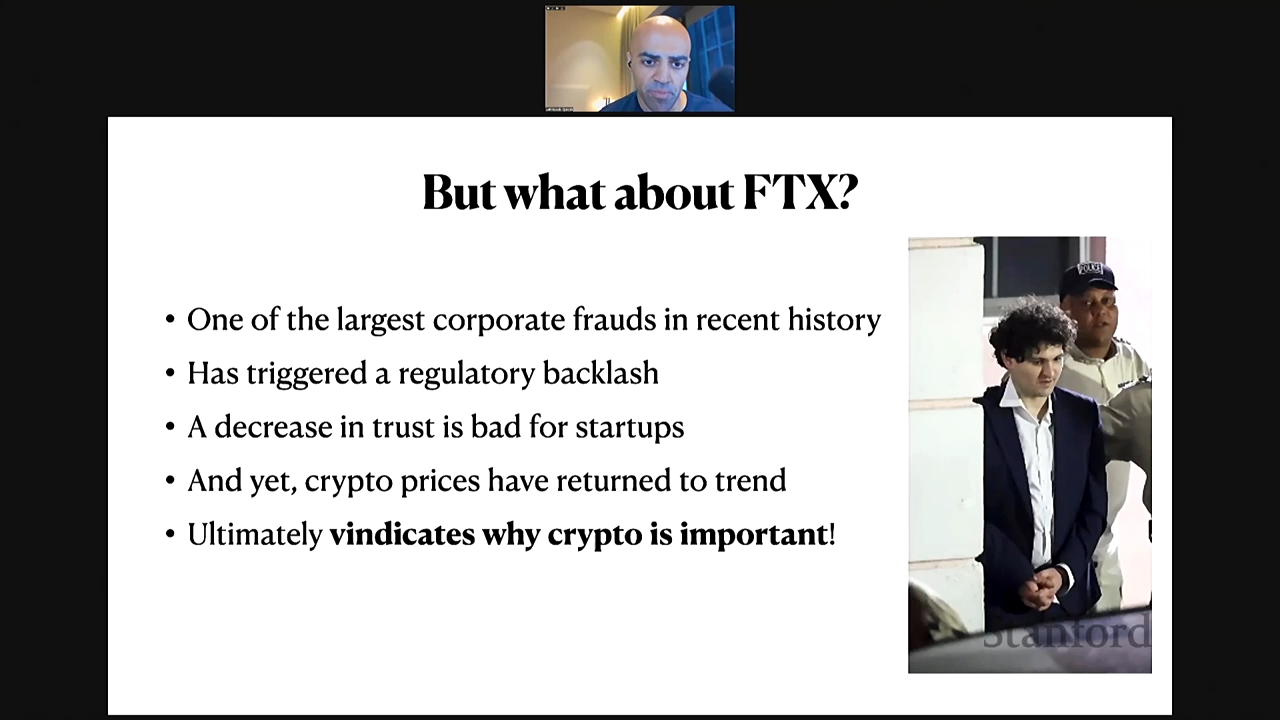 But what about FTX?
• One of the largest corporate frauds in recent history
• Has triggered a regulatory backlash
• A decrease in trust is bad for startups
• And yet, crypto prices have returned to trend
• Ultimately vindicates why crypto is important!
POLICE
Stanford